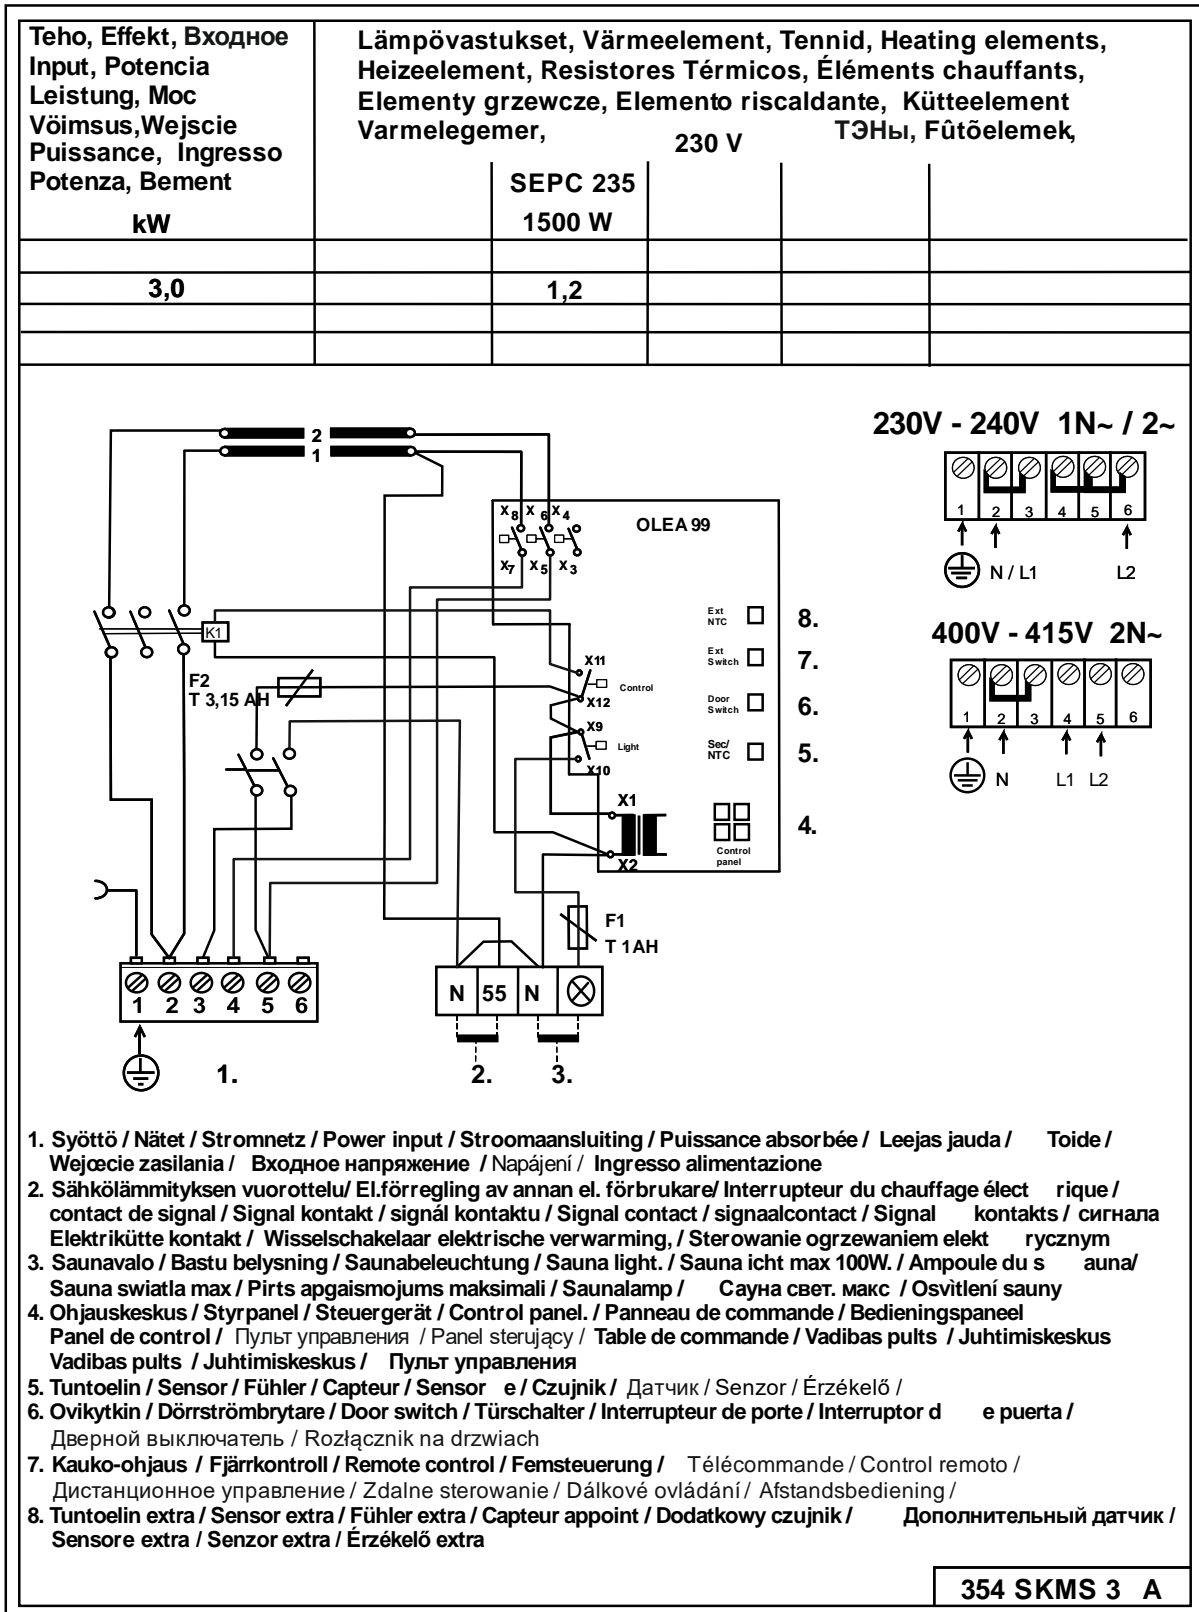 Teho, Effekt, Входное
Input, Potencia
Leistung, Moc
Vöimsus,Wejscie
Puissance, Ingresso
Potenza, Bement
kW
Lämpövastukset, Värmeelement, Tennid, Heating elements,
Heizeelement, Resistores Térmicos, Éléments chauffants,
Elementy grzewcze, Elemento riscaldante, Kütteelement
Varmelegemer, 230 V ТЭНы, Fûtõelemek,
SEPC 235
1500 W
3,0 1,2
2
1
OLEA 99
X8 X6 X4
X7 X5 X3
K1
F2
T 3,15 AH
X11
Control
X12
X9
Light
X10
X1
X2
Ext
NTC
8.
Ext
Switch
7.
Door
Switch
6.
Sec/
NTC
5.
Control
panel
4.
F1
T 1AH
1 2 3 4 5 6
1.
N 55 N
2.
3.
230V - 240V 1N~ / 2~
1 2 3 4 5 6
N / L1 L2
400V - 415V 2N~
1 2 3 4 5 6
N L1 L2
1. Syöttö / Nätet / Stromnetz / Power input / Stroomaansluiting / Puissance absorbée / Leejas jauda / Toide /
Wejœcie zasilania / Входное напряжение / Napájení / Ingresso alimentazione
2. Sähkölämmityksen vuorottelu/ El.förregling av annan el. förbrukare/ Interrupteur du chauffage élect rique /
contact de signal / Signal kontakt / signál kontaktu / Signal contact / signaalcontact / Signal kontakts / сигнала
Elektrikütte kontakt / Wisselschakelaar elektrische verwarming, / Sterowanie ogrzewaniem elekt rycznym
3. Saunavalo / Bastu belysning / Saunabeleuchtung / Sauna light. / Sauna icht max 100W. / Ampoule du s auna/
Sauna swiatla max / Pirts apgaismojums maksimali / Saunalamp / Сауна свет. макс / Osvìtlení sauny
4. Ohjauskeskus / Styrpanel / Steuergerät / Control panel. / Panneau de commande / Bedieningspaneel
Panel de control / Пульт управления / Panel sterujący / Table de commande / Vadibas pults / Juhtimiskeskus
Vadibas pults / Juhtimiskeskus / Пульт управления
5. Tuntoelin / Sensor / Fühler / Capteur / Sensor e / Czujnik / Датчик / Senzor / Érzékelő /
6. Ovikytkin / Dörrströmbrytare / Door switch / Türschalter / Interrupteur de porte / Interruptor d e puerta /
Дверной выключатель / Rozłącznik na drzwiach
7. Kauko-ohjaus / Fjärrkontroll / Remote control / Femsteuerung / Télécommande / Control remoto /
Дистанционное управление / Zdalne sterowanie / Dálkové ovládání / Afstandsbediening /
8. Tuntoelin extra / Sensor extra / Fühler extra / Capteur appoint / Dodatkowy czujnik / Дополнительный датчик /
Sensore extra / Senzor extra / Érzékelő extra
354 SKMS 3 A